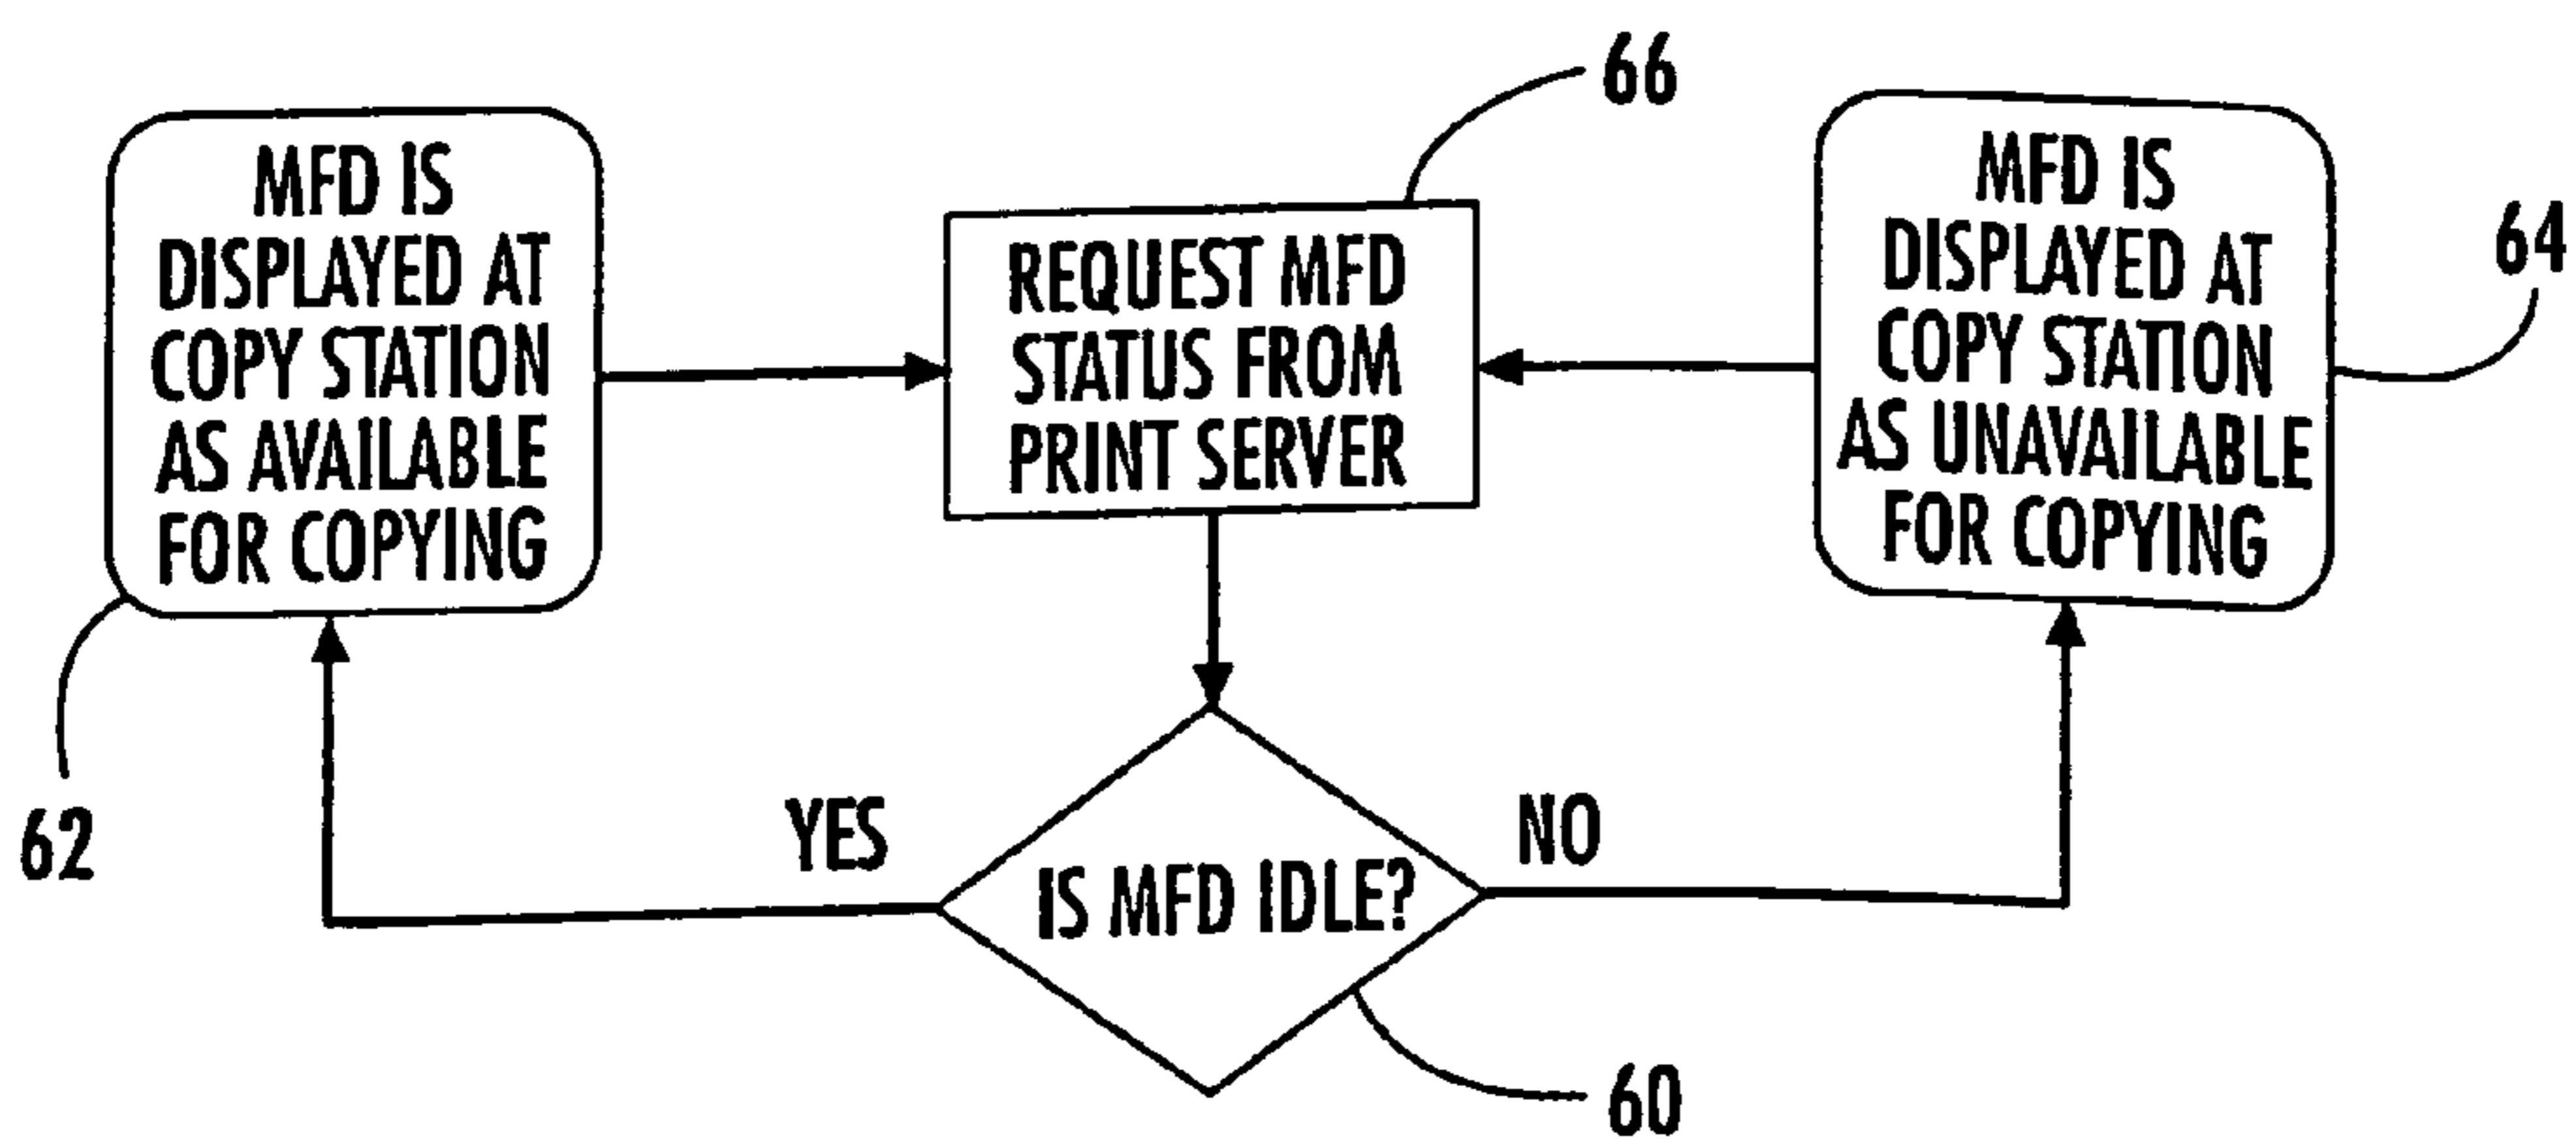 66
MFD IS
DISPLAYED AT
COPY STATION
AS AVAILABLE
FOR COPYING
62
REQUEST MFD
STATUS FROM
PRINT SERVER
MFD IS
DISPLAYED AT
COPY STATION
AS UNAVAILABLE
FOR COPYING
64
YES
IS MFD IDLE?
NO
60